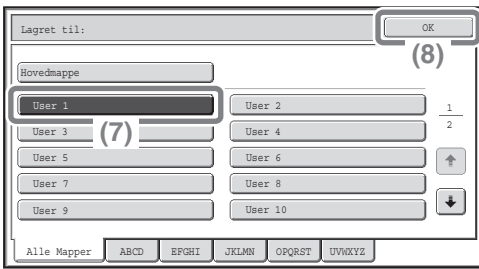 Lagret til:
OK
(8)
Hovedmappe
User 1
User 2
1
User 3
(7)
User 4
2
User 5
User 6
User 7
User 8
User 9
User 10
Alle Mapper
ABCD
EFGHI
JKLMN
OPQRST
UVWXYZ